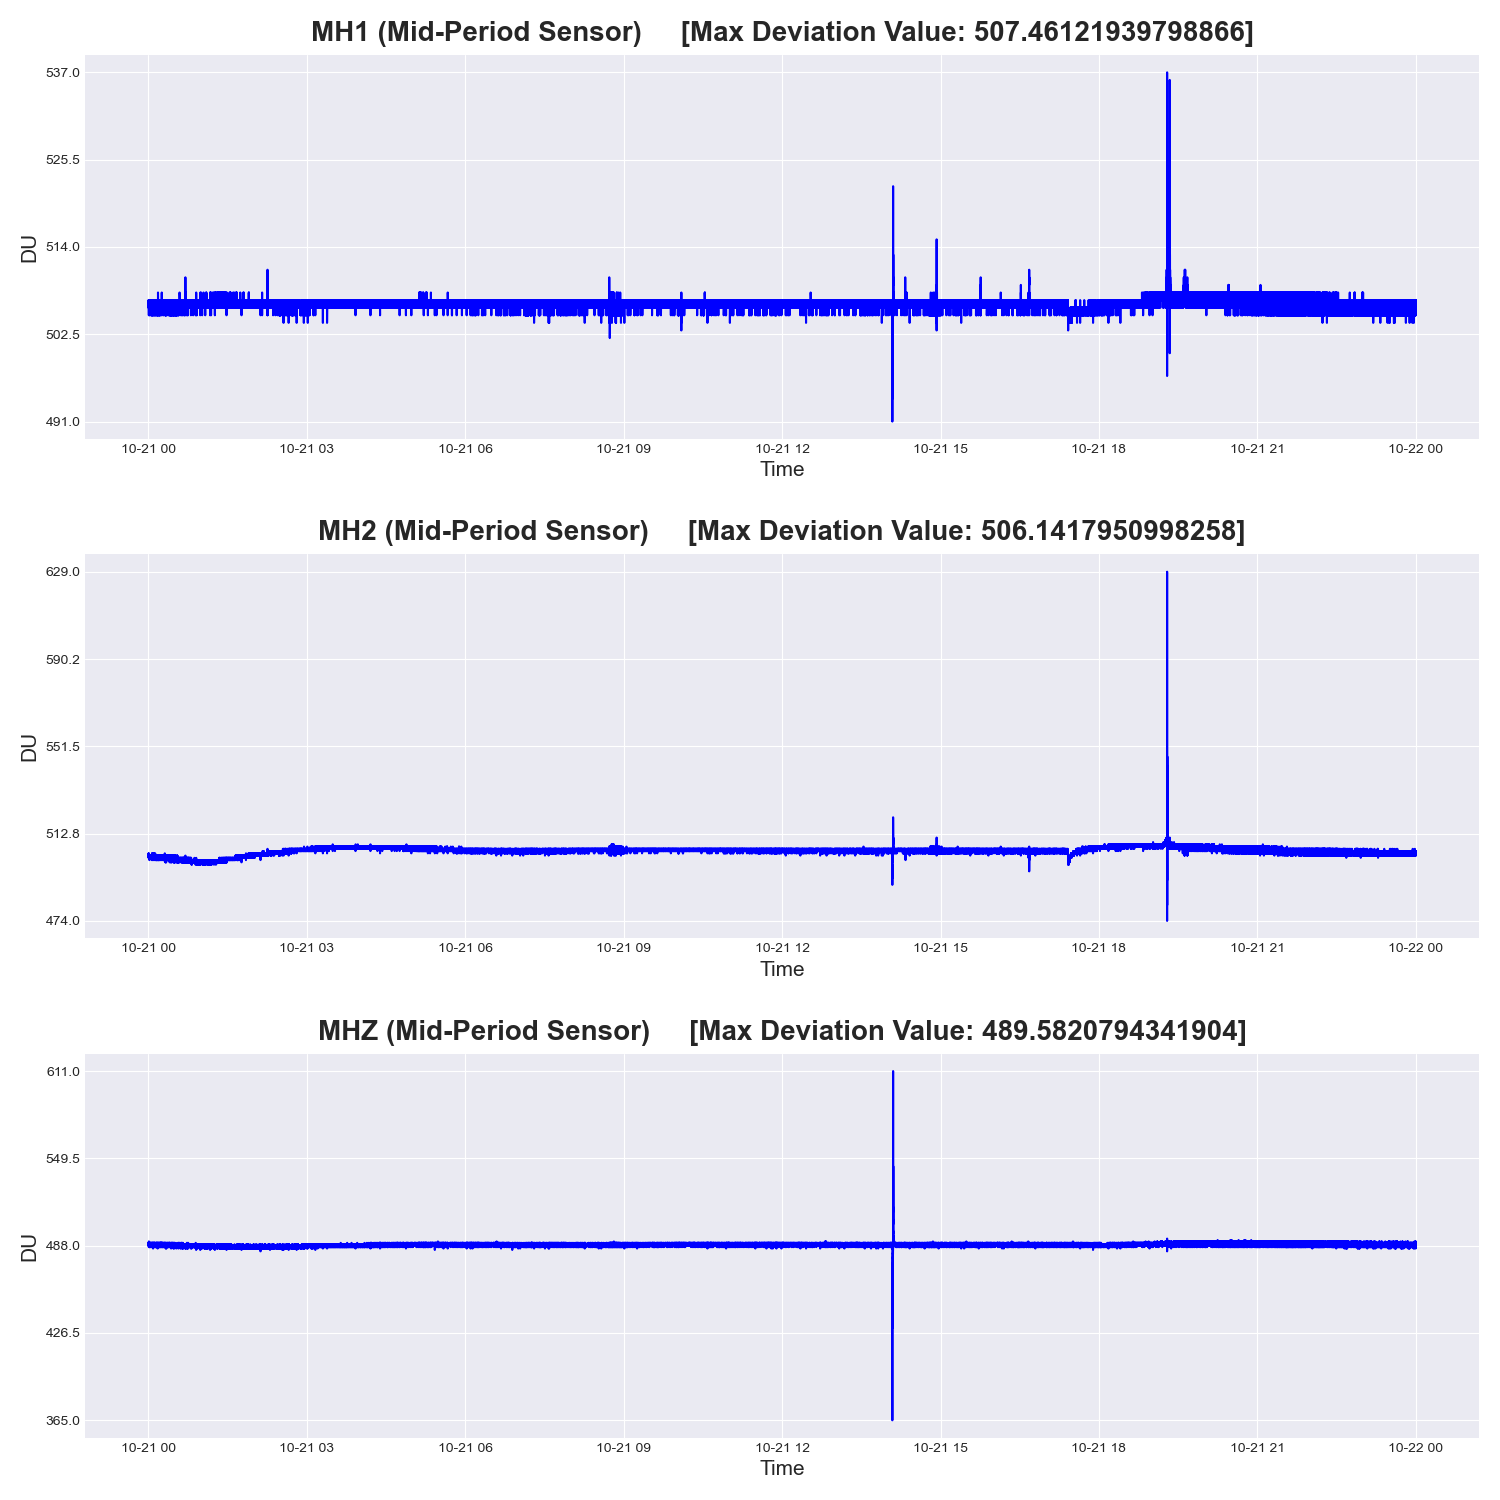 MH1 (Mid-Period Sensor) [Max Deviation Value: 507.46121939798866]
537.0
525.5
514.0
502.5
491.0
DU
10-21 00 10-21 03 10-21 06 10-21 09 10-21 12 10-21 15 10-21 18 10-21 21 10-22 00
Time
MH2 (Mid-Period Sensor) [Max Deviation Value: 506.1417950998258]
629.0
590.2
551.5
512.8
474.0
DU
10-21 00 10-21 03 10-21 06 10-21 09 10-21 12 10-21 15 10-21 18 10-21 21 10-22 00
Time
MHZ (Mid-Period Sensor) [Max Deviation Value: 489.5820794341904]
611.0
549.5
488.0
426.5
365.0
DU
10-21 00 10-21 03 10-21 06 10-21 09 10-21 12 10-21 15 10-21 18 10-21 21 10-22 00
Time